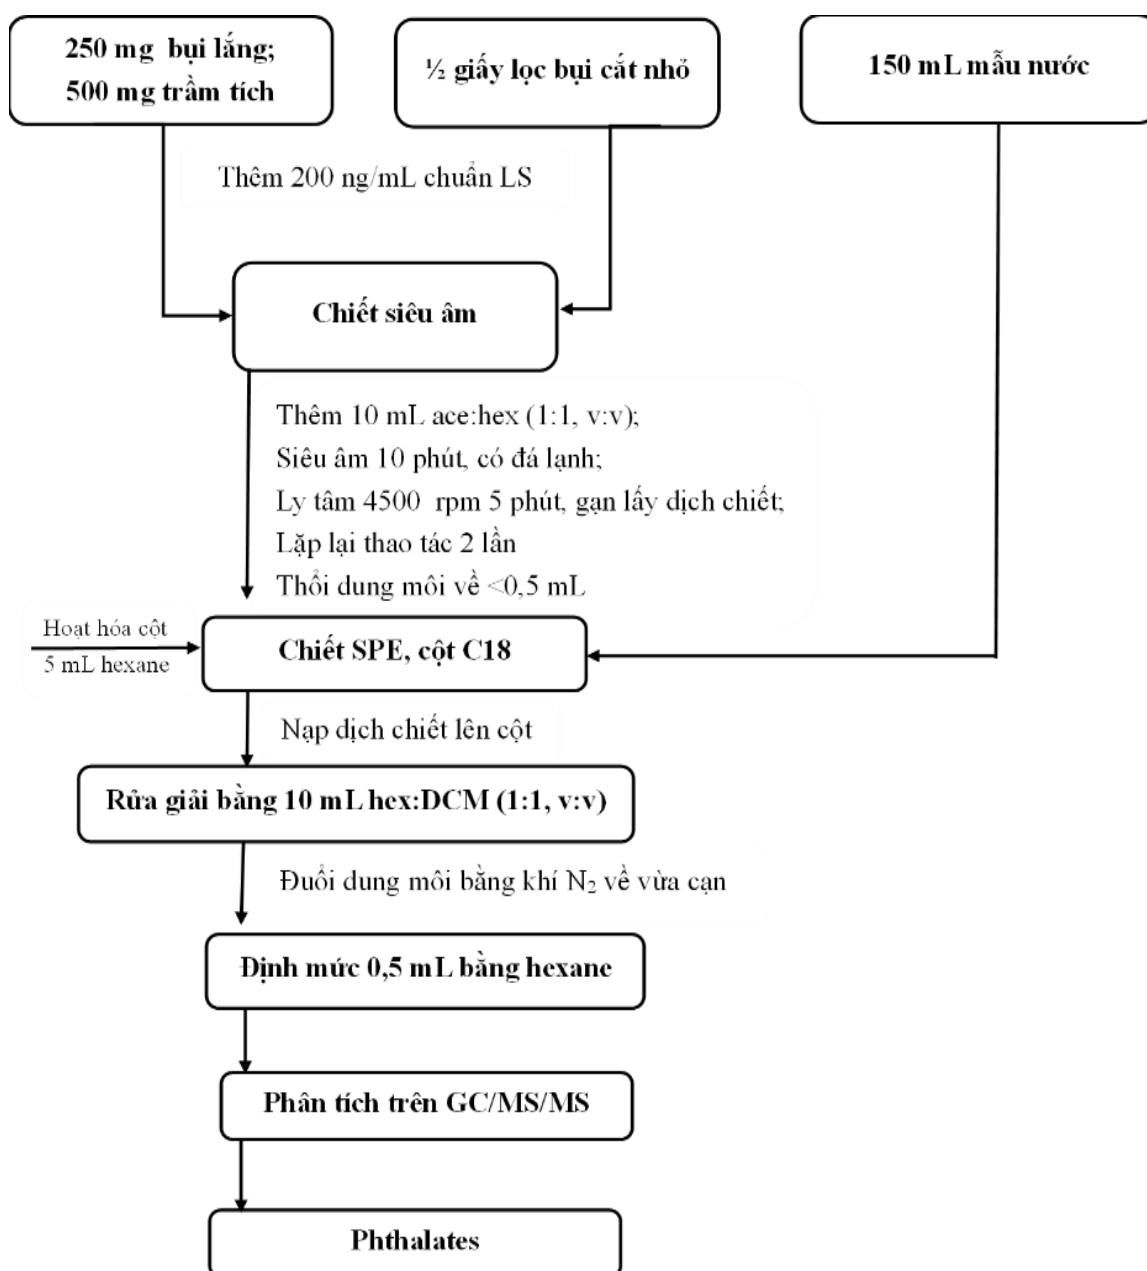 250 mg bụi lắng;
500 mg trầm tích
½ giấy lọc bụi cắt nhỏ
150 mL mẫu nước
Thêm 200 ng/mL chuẩn LS
Chiết siêu âm
Thêm 10 mL ace:hex (1:1, v:v);
Siêu âm 10 phút, có đá lạnh;
Ly tâm 4500 rpm 5 phút, gạn lấy dịch chiết;
Lặp lại thao tác 2 lần
Thổi dung môi về <0,5 mL
Hoạt hóa cột
5 mL hexane
Chiết SPE, cột C18
Nạp dịch chiết lên cột
Rửa giải bằng 10 mL hex:DCM (1:1, v:v)
Đuổi dung môi bằng khí N₂ về vừa cạn
Định mức 0,5 mL bằng hexane
Phân tích trên GC/MS/MS
Phthalates